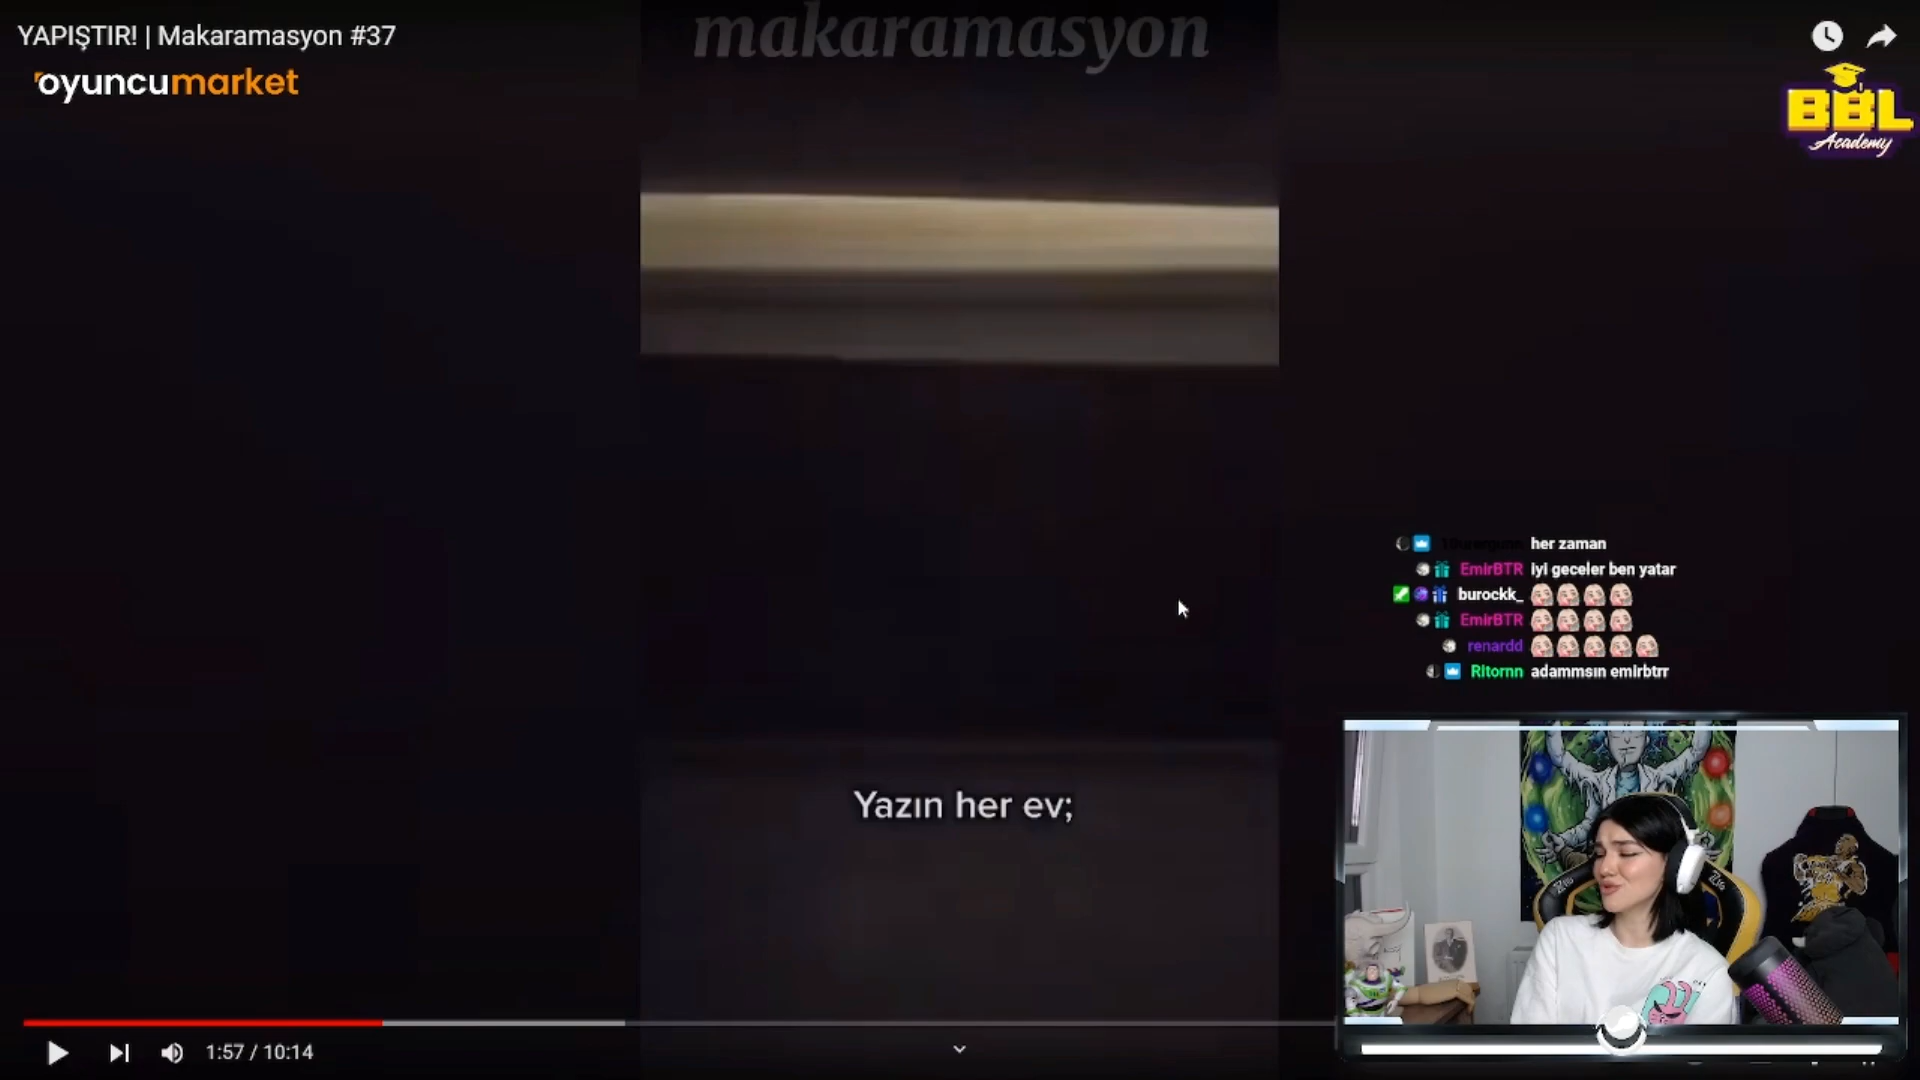 YAPIŞTIR! | Makaramasyon #37
makaramasyon
oyuncumarket
BBL
Academy
her zaman
EmirBTR iyi geceler ben yatar
burockk_
EmirBTR
renardd
Ritornn adammsın emirbtrr
Yazın her ev;
1:57 / 10:14